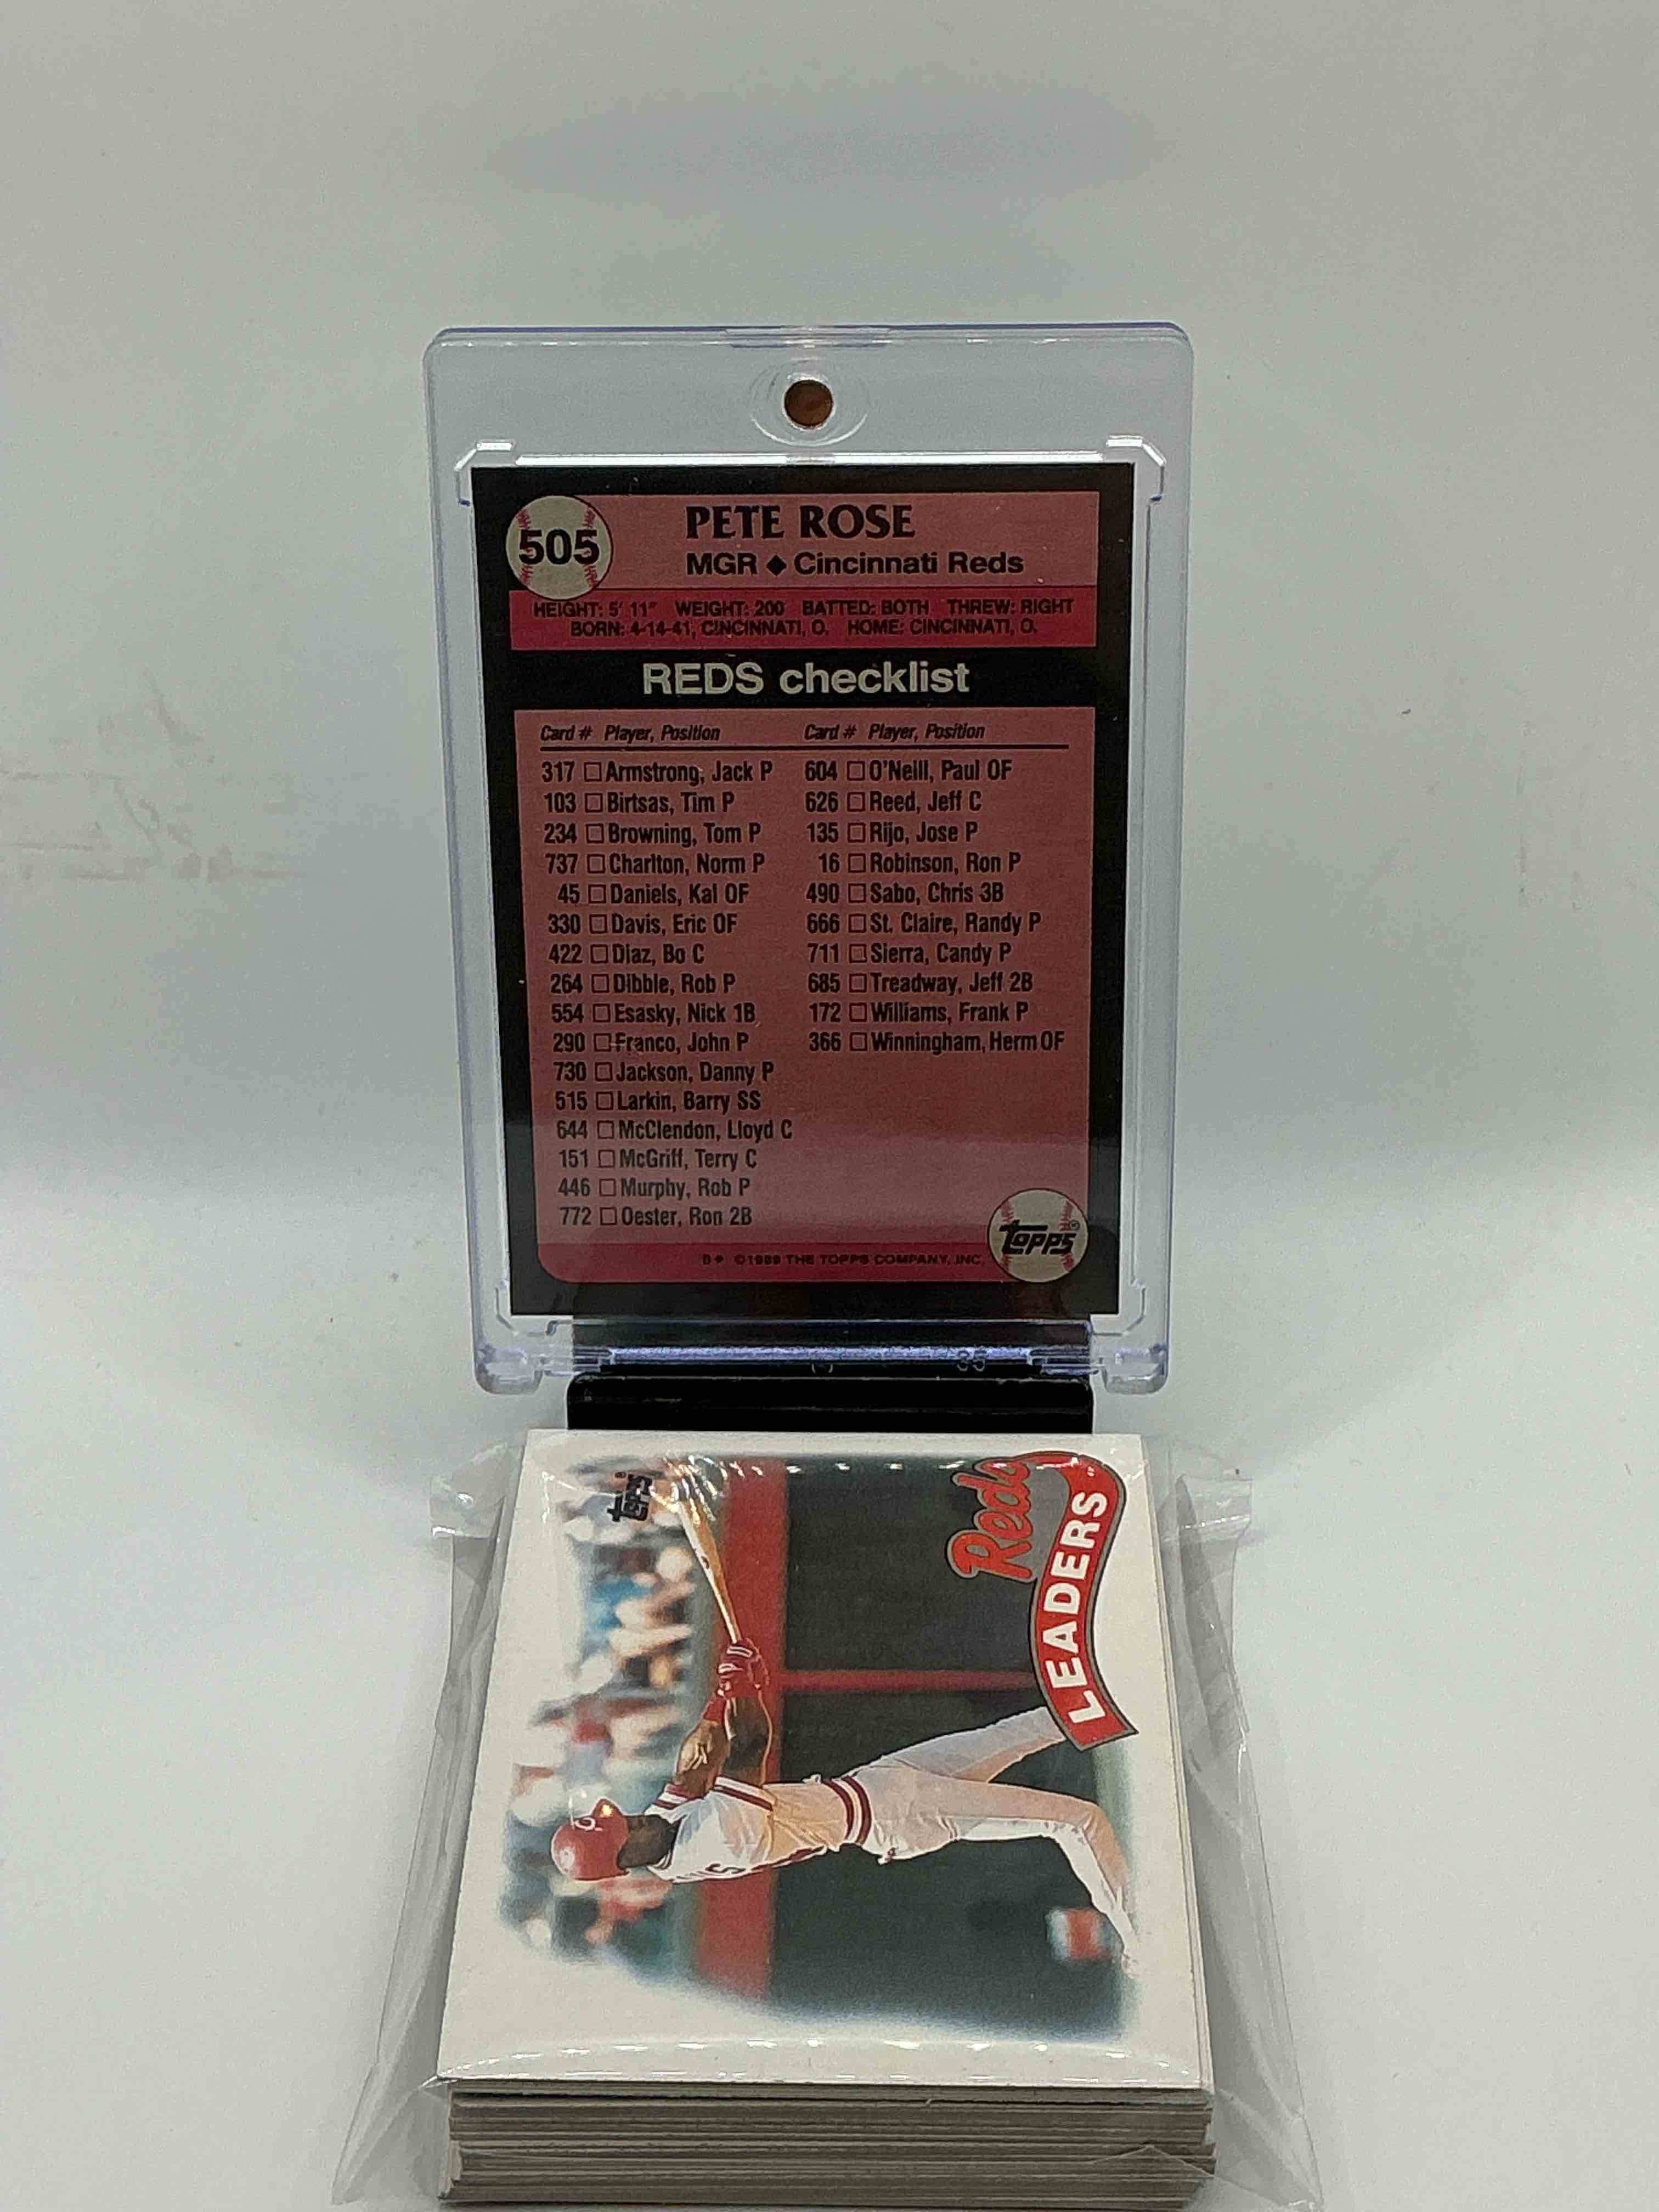 505
PETE ROSE
MGR ◆ Cincinnati Reds
HEIGHT: 5' 11" WEIGHT: 200 BATTED: BOTH THREW: RIGHT
BORN: 4-14-41, CINCINNATI, O. HOME: CINCINNATI, O.
REDS checklist
Card # Player, Position
317 Armstrong, Jack P
103 Birtsas, Tim P
234 Browning, Tom P
737 Charlton, Norm P
45 Daniels, Kal OF
330 Davis, Eric OF
422 Diaz, Bo C
264 Dibble, Rob P
554 Esasky, Nick 1B
290 Franco, John P
730 Jackson, Danny P
515 Larkin, Barry SS
644 McClendon, Lloyd C
151 McGriff, Terry C
446 Murphy, Rob P
772 Oester, Ron 2B
Card # Player, Position
604 O'Neill, Paul OF
626 Reed, Jeff C
135 Rijo, Jose P
16 Robinson, Ron P
490 Sabo, Chris 3B
666 St. Claire, Randy P
711 Sierra, Candy P
685 Treadway, Jeff 2B
172 Williams, Frank P
366 Winningham, Herm OF
©1989 THE TOPPS COMPANY, INC.
TOPPS®
35
TOPPS®
Reds
LEADERS